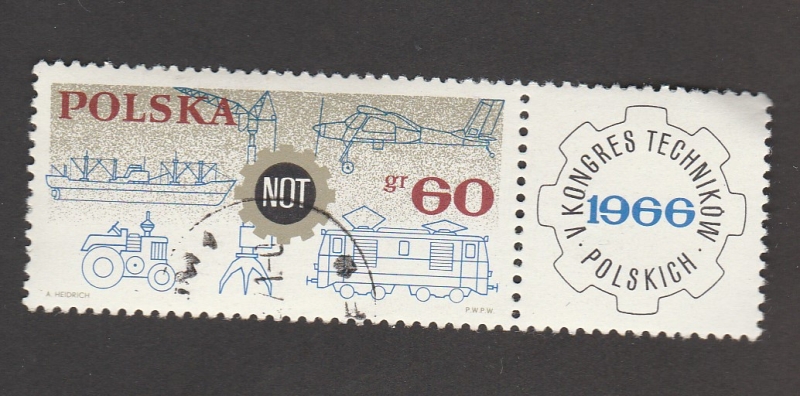 POLSKA
NOT
gr 60
A. HEIDRICH
P.W.P.W.
V KONGRES TECHNIKÓW
1966
· POLSKICH ·